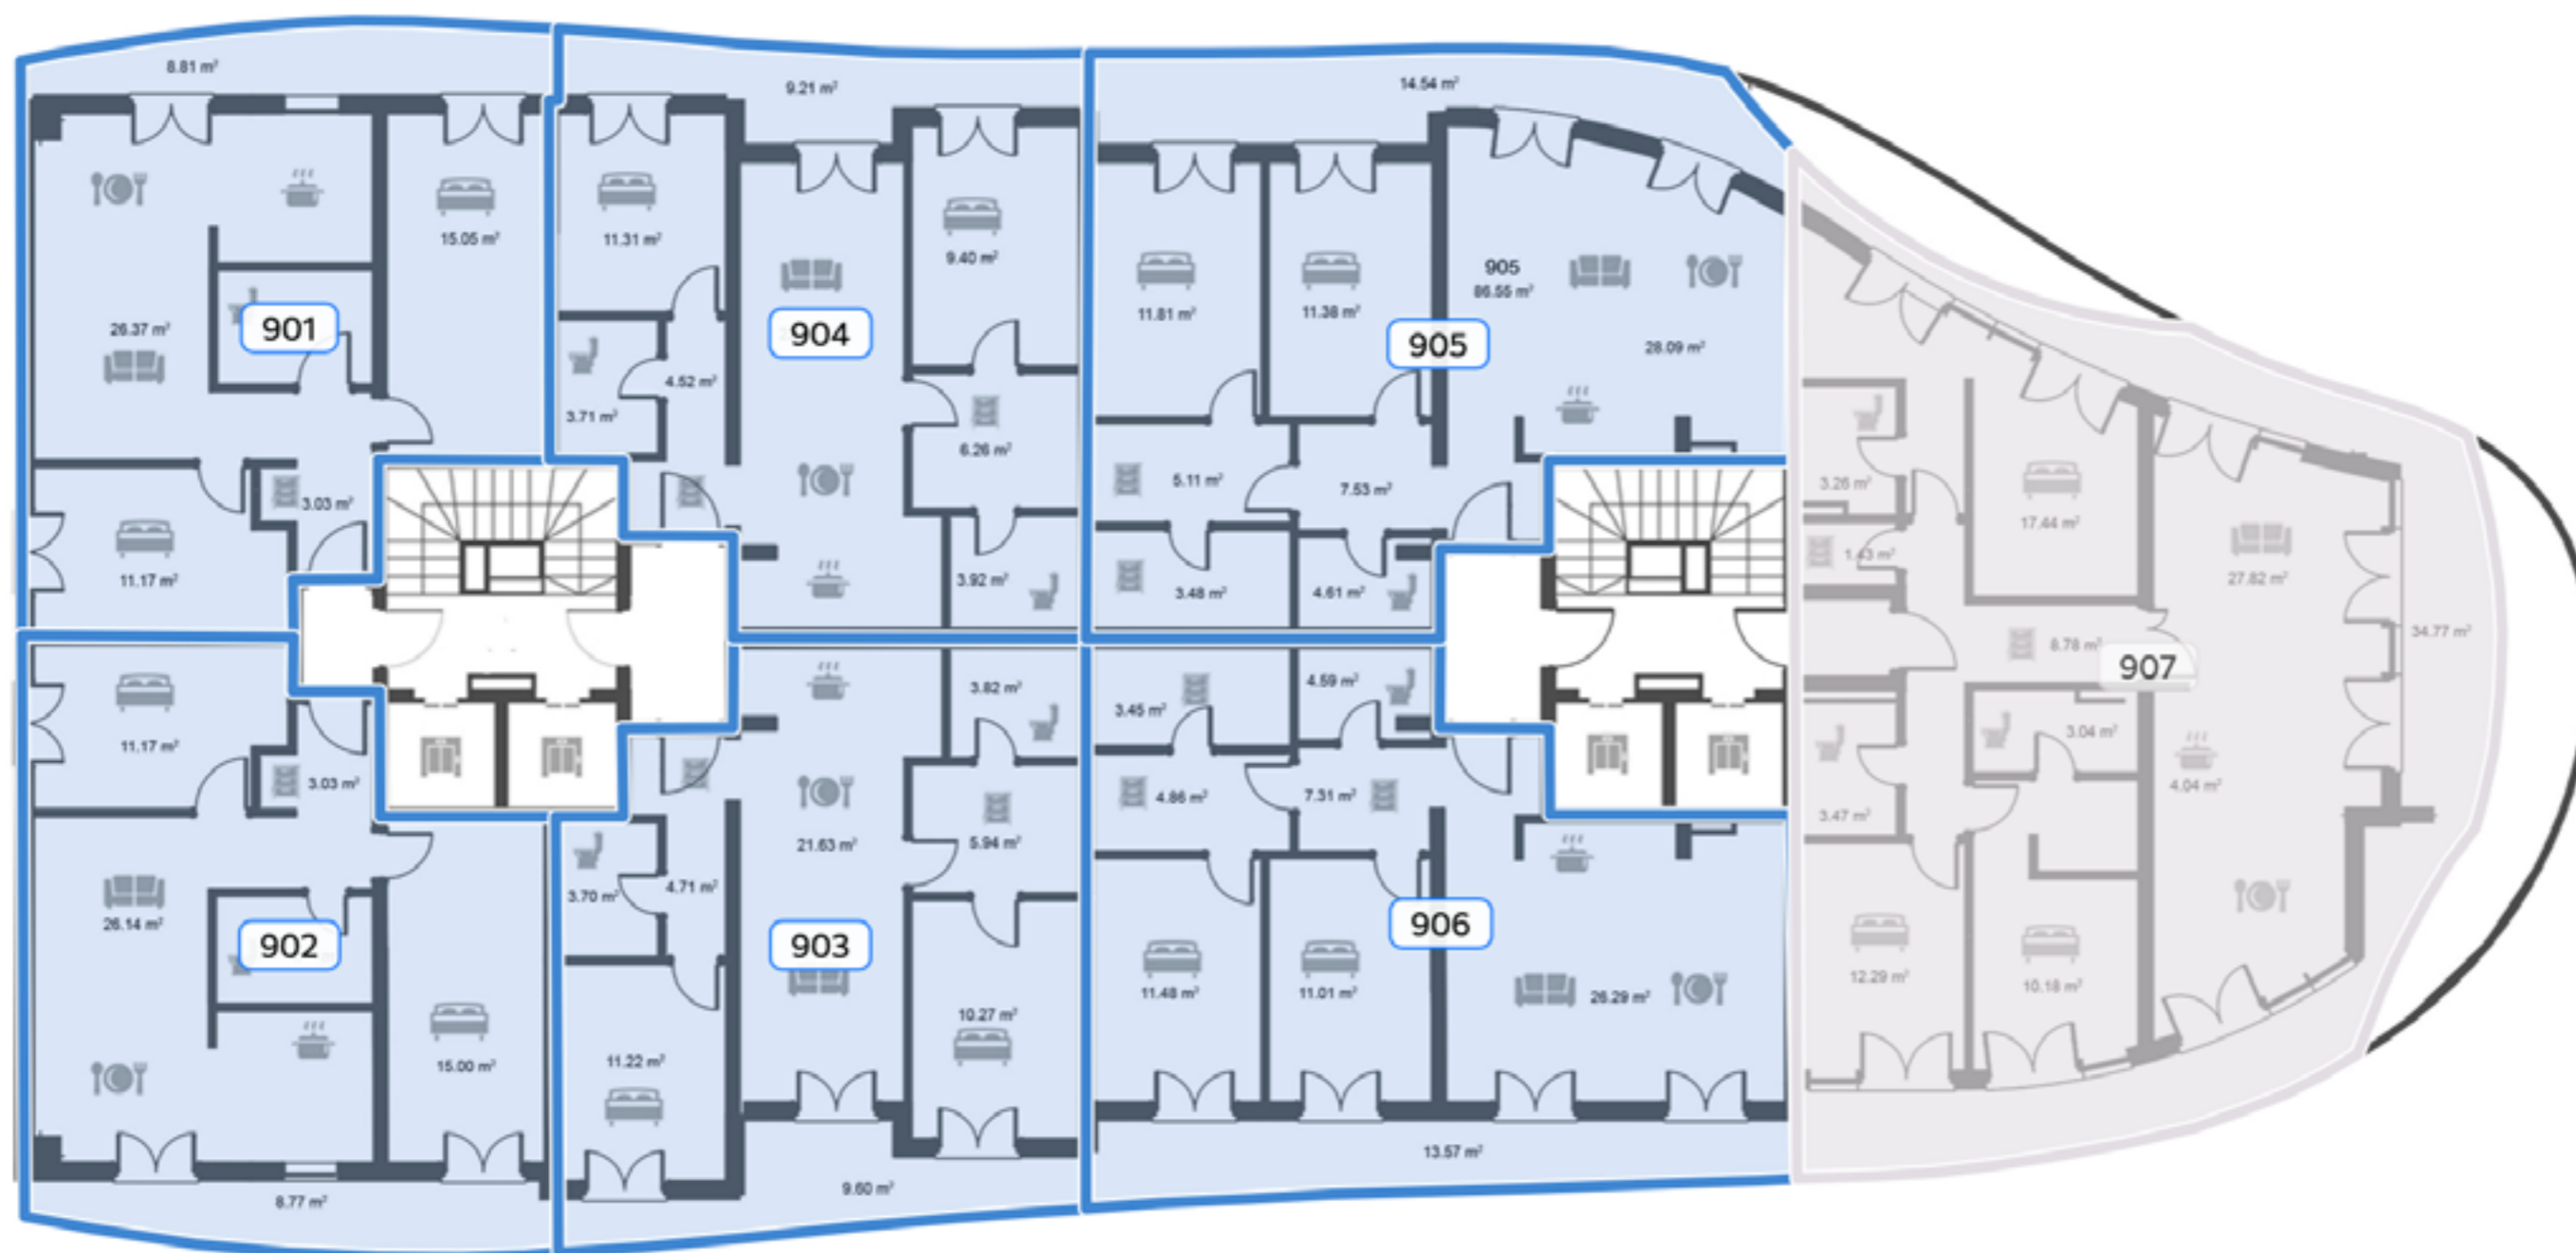 8.81 m²
15.05 m²
26.37 m²
901
3.03 m²
11.17 m²
9.21 m²
11.31 m²
9.40 m²
904
4.52 m²
3.71 m²
6.26 m²
3.92 m²
14.54 m²
905
86.55 m²
11.81 m²
11.38 m²
905
28.09 m²
5.11 m²
7.53 m²
3.48 m²
4.61 m²
3.26 m²
17.44 m²
1.43 m²
27.82 m²
8.78 m²
34.77 m²
907
3.04 m²
4.04 m²
3.47 m²
12.29 m²
10.18 m²
11.17 m²
3.03 m²
26.14 m²
902
15.00 m²
8.77 m²
3.82 m²
21.63 m²
5.94 m²
3.70 m²
4.71 m²
903
10.27 m²
11.22 m²
9.60 m²
3.45 m²
4.59 m²
4.86 m²
7.31 m²
906
11.48 m²
11.01 m²
26.29 m²
13.57 m²